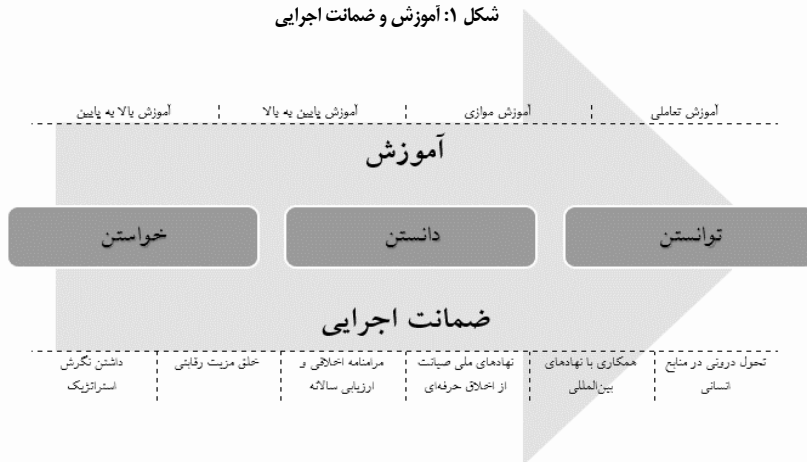 شکل ۱: آموزش و ضمانت اجرایی
آموزش تعاملی
آموزش موازی
آموزش پایین به بالا
آموزش بالا به پایین
آموزش
توانستن
دانستن
خواستن
ضمانت اجرایی
تحول درونی در منابع
انسانی
همکاری با نهادهای
بین‌المللی
نهادهای ملی صیانت
از اخلاق حرفه‌ای
مرامنامه اخلاقی و
ارزیابی سالانه
خلق مزیت رقابتی
داشتن نگرش
استراتژیک